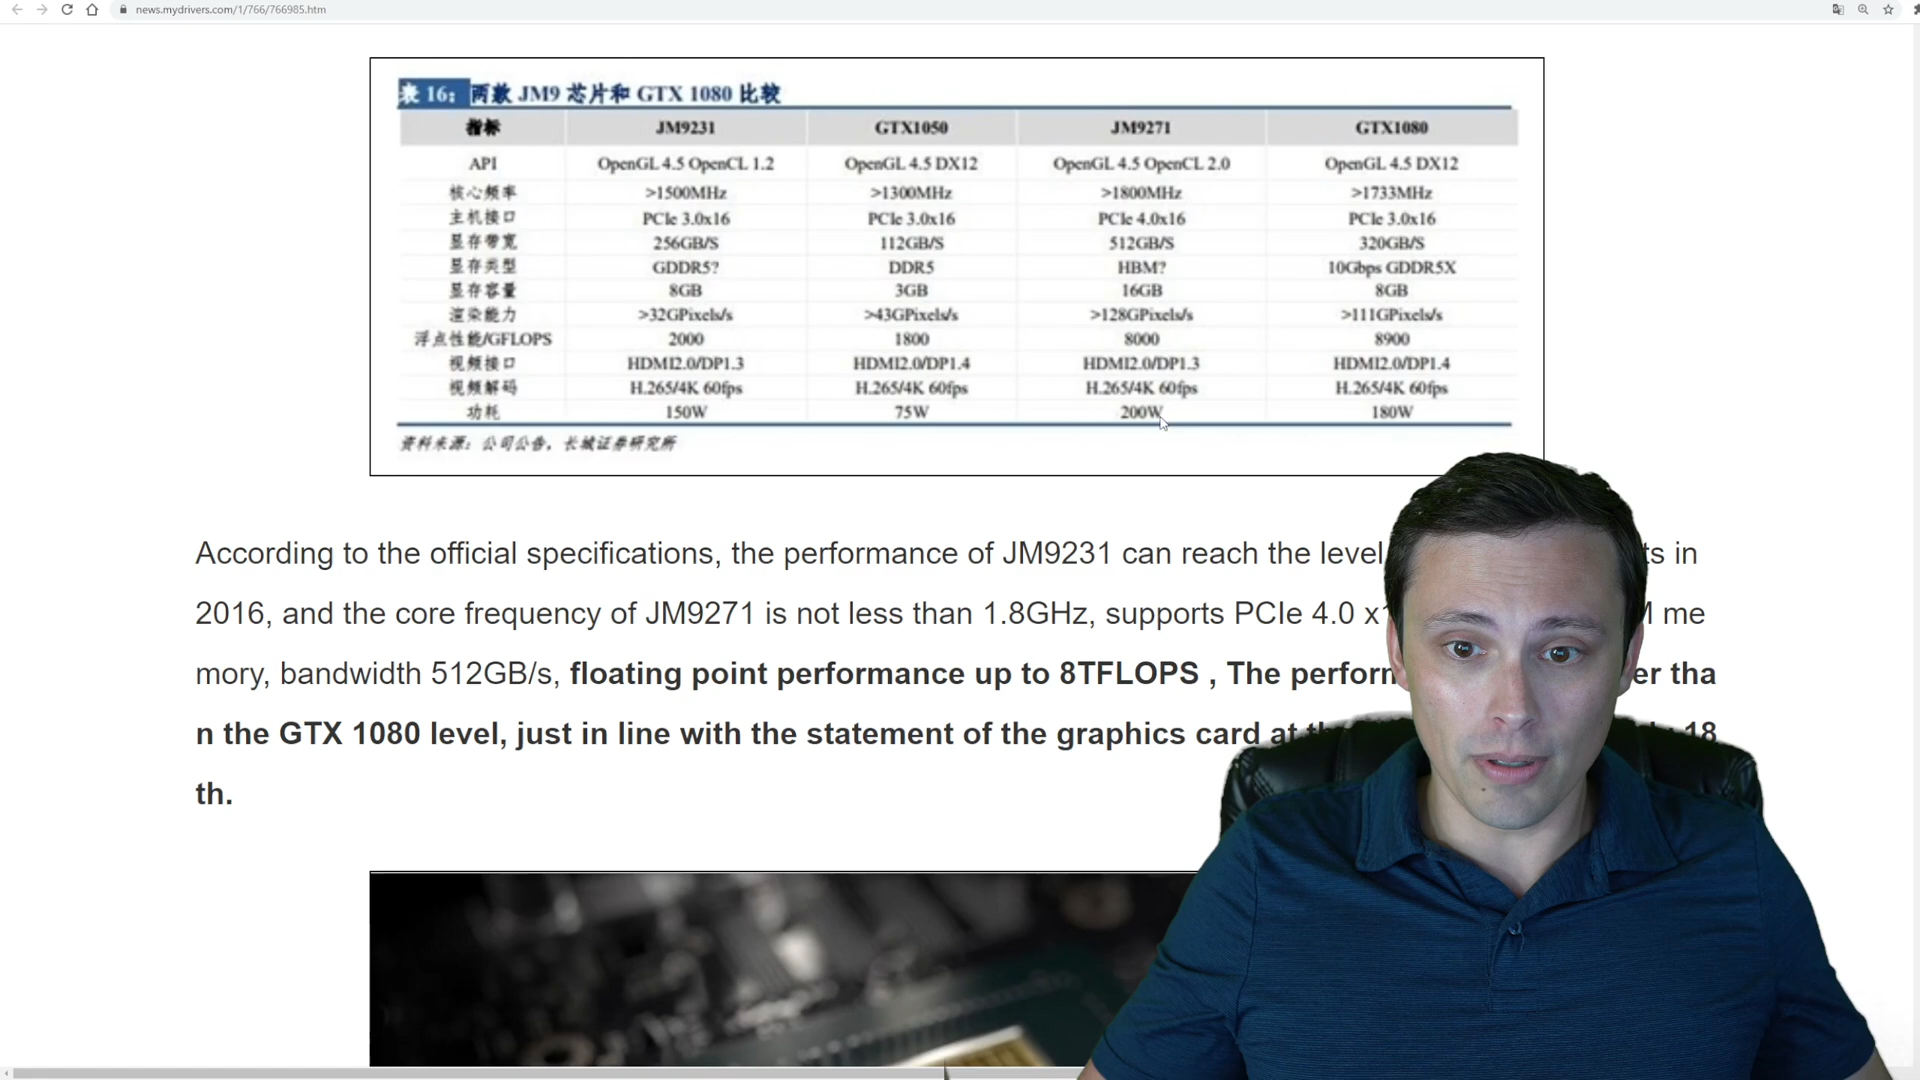 news.mydrivers.com/1/766/766985.htm
表 16: 两款 JM9 芯片和 GTX 1080 比较
指标 JM9231 GTX1050 JM9271 GTX1080
API OpenGL 4.5 OpenCL 1.2 OpenGL 4.5 DX12 OpenGL 4.5 OpenCL 2.0 OpenGL 4.5 DX12
核心频率 >1500MHz >1300MHz >1800MHz >1733MHz
主机接口 PCIe 3.0x16 PCIe 3.0x16 PCIe 4.0x16 PCIe 3.0x16
显存带宽 256GB/S 112GB/S 512GB/S 320GB/S
显存类型 GDDR5? DDR5 HBM? 10Gbps GDDR5X
显存容量 8GB 3GB 16GB 8GB
渲染能力 >32GPixels/s >43GPixels/s >128GPixels/s >111GPixels/s
浮点性能/GFLOPS 2000 1800 8000 8900
视频接口 HDMI2.0/DP1.3 HDMI2.0/DP1.4 HDMI2.0/DP1.3 HDMI2.0/DP1.4
视频解码 H.265/4K 60fps H.265/4K 60fps H.265/4K 60fps H.265/4K 60fps
功耗 150W 75W 200W 180W
资料来源: 公司公告, 长城证券研究所
According to the official specifications, the performance of JM9231 can reach the level in
2016, and the core frequency of JM9271 is not less than 1.8GHz, supports PCIe 4.0 me
mory, bandwidth 512GB/s, floating point performance up to 8TFLOPS , The tha
n the GTX 1080 level, just in line with the statement of the graphics card at 18
th.